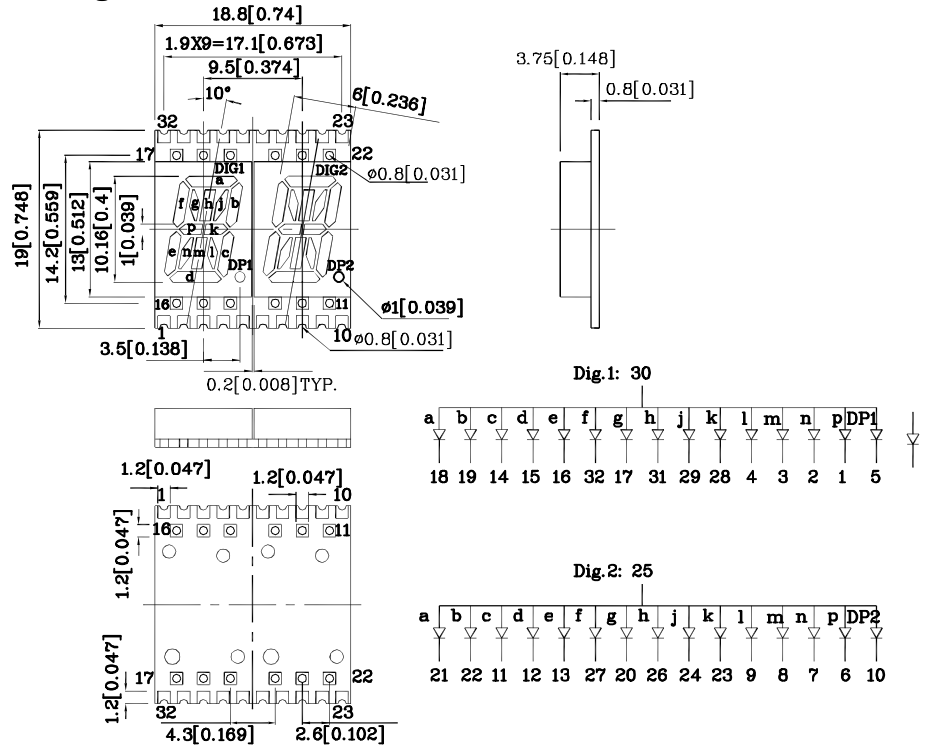 18.8[0.74]
1.9X9=17.1[0.673]
9.5[0.374]
10°
6[0.236]
32
23
17
22
DIG1
DIG2
ø0.8[0.031]
a
f g h j b
p k
e n m l c
d
DP1
DP2
19[0.748]
14.2[0.559]
13[0.512]
10.16[0.4]
1[0.039]
16
11
ø1[0.039]
1
10
ø0.8[0.031]
3.5[0.138]
0.2[0.008]TYP.
3.75[0.148]
0.8[0.031]
Dig.1: 30
a b c d e f g h j k l m n p DP1
18 19 14 15 16 32 17 31 29 28 4 3 2 1 5
1.2[0.047]
1.2[0.047]
1
10
16
11
1.2[0.047]
1.2[0.047]
17
22
32
23
4.3[0.169]
2.6[0.102]
Dig.2: 25
a b c d e f g h j k l m n p DP2
21 22 11 12 13 27 20 26 24 23 9 8 7 6 10